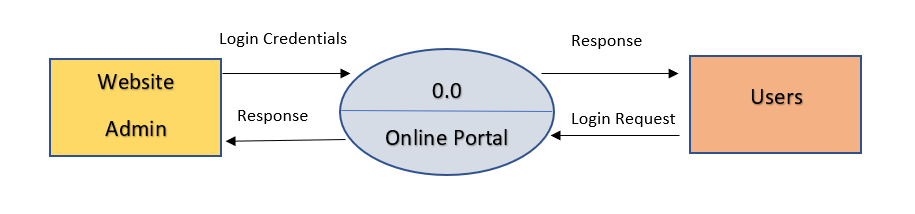 Login Credentials
Response
Website
Admin
0.0
Users
Response
Login Request
Online Portal